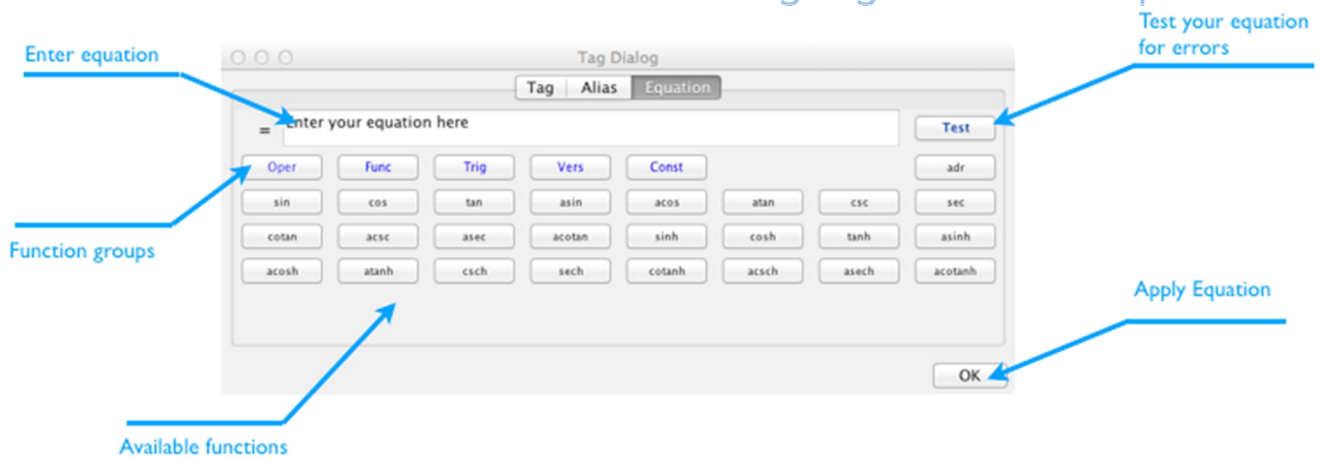 Test your equation
for errors
Enter equation
Tag Dialog
Tag Alias Equation
= Enter your equation here Test
Oper Func Trig Vers Const adr
sin cos tan asin acos atan csc sec
cotan acsc asec acotan sinh cosh tanh asinh
acosh atanh csch sech cotanh acsch asech acotanh
Function groups
Apply Equation
OK
Available functions